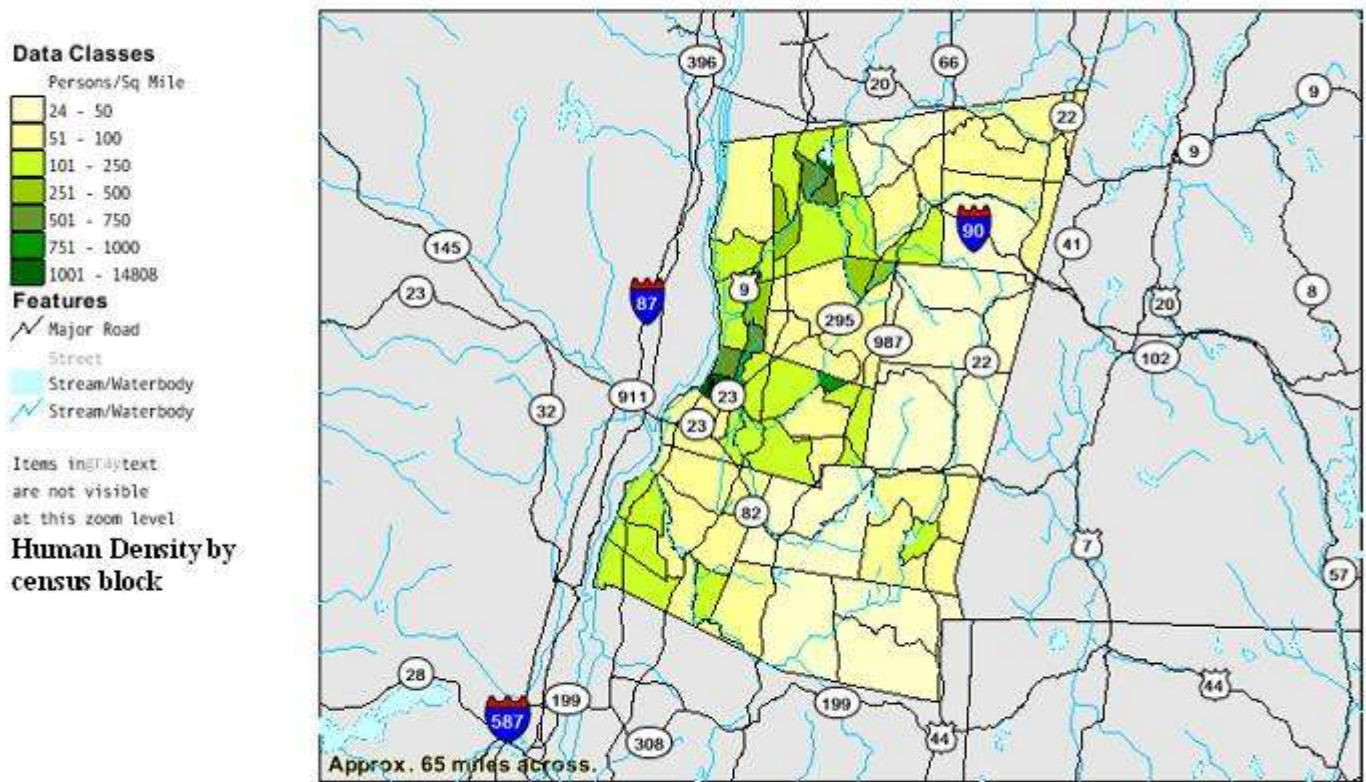 Data Classes
Persons/Sq Mile
24 - 50
51 - 100
101 - 250
251 - 500
501 - 750
751 - 1000
1001 - 14808
Features
Major Road
Street
Stream/Waterbody
Stream/Waterbody
Items in gray text
are not visible
at this zoom level
Human Density by
census block
396
66
20
22
9
9
145
90
41
23
87
9
20
8
295
987
22
102
32
911
23
23
82
7
57
28
199
199
44
587
308
44
Approx. 65 miles across.